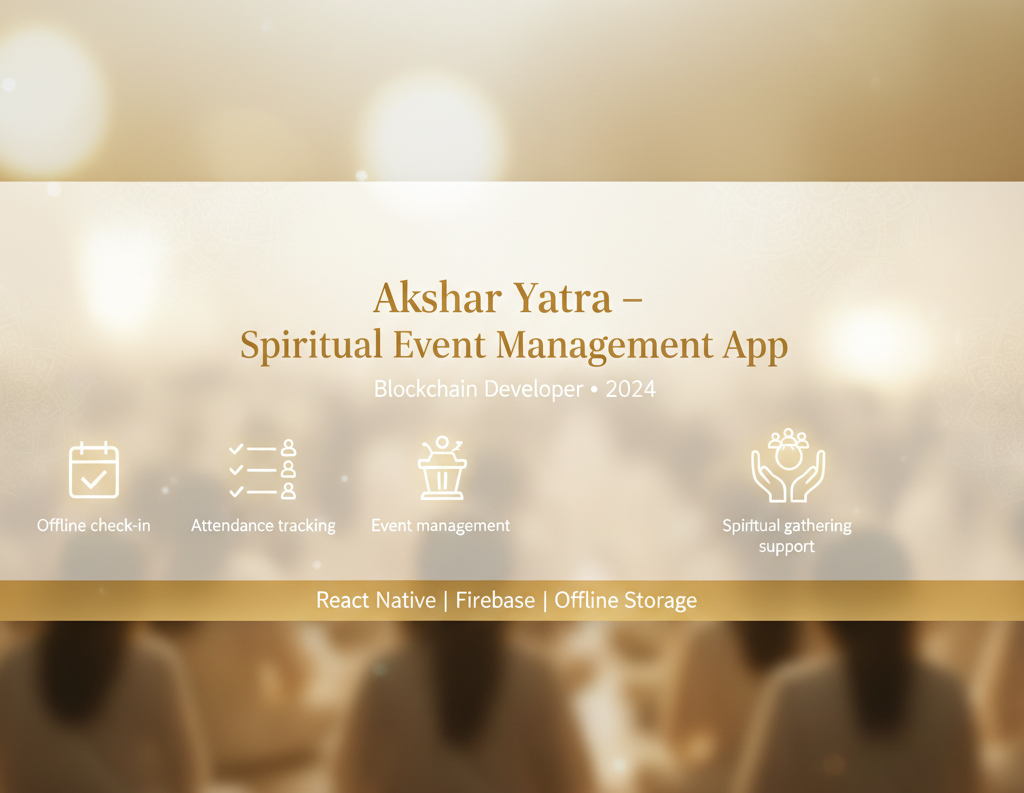 Akshar Yatra –
Spiritual Event Management App
Blockchain Developer • 2024
Offline check-in
Attendance tracking
Event management
Spiritual gathering
support
React Native | Firebase | Offline Storage